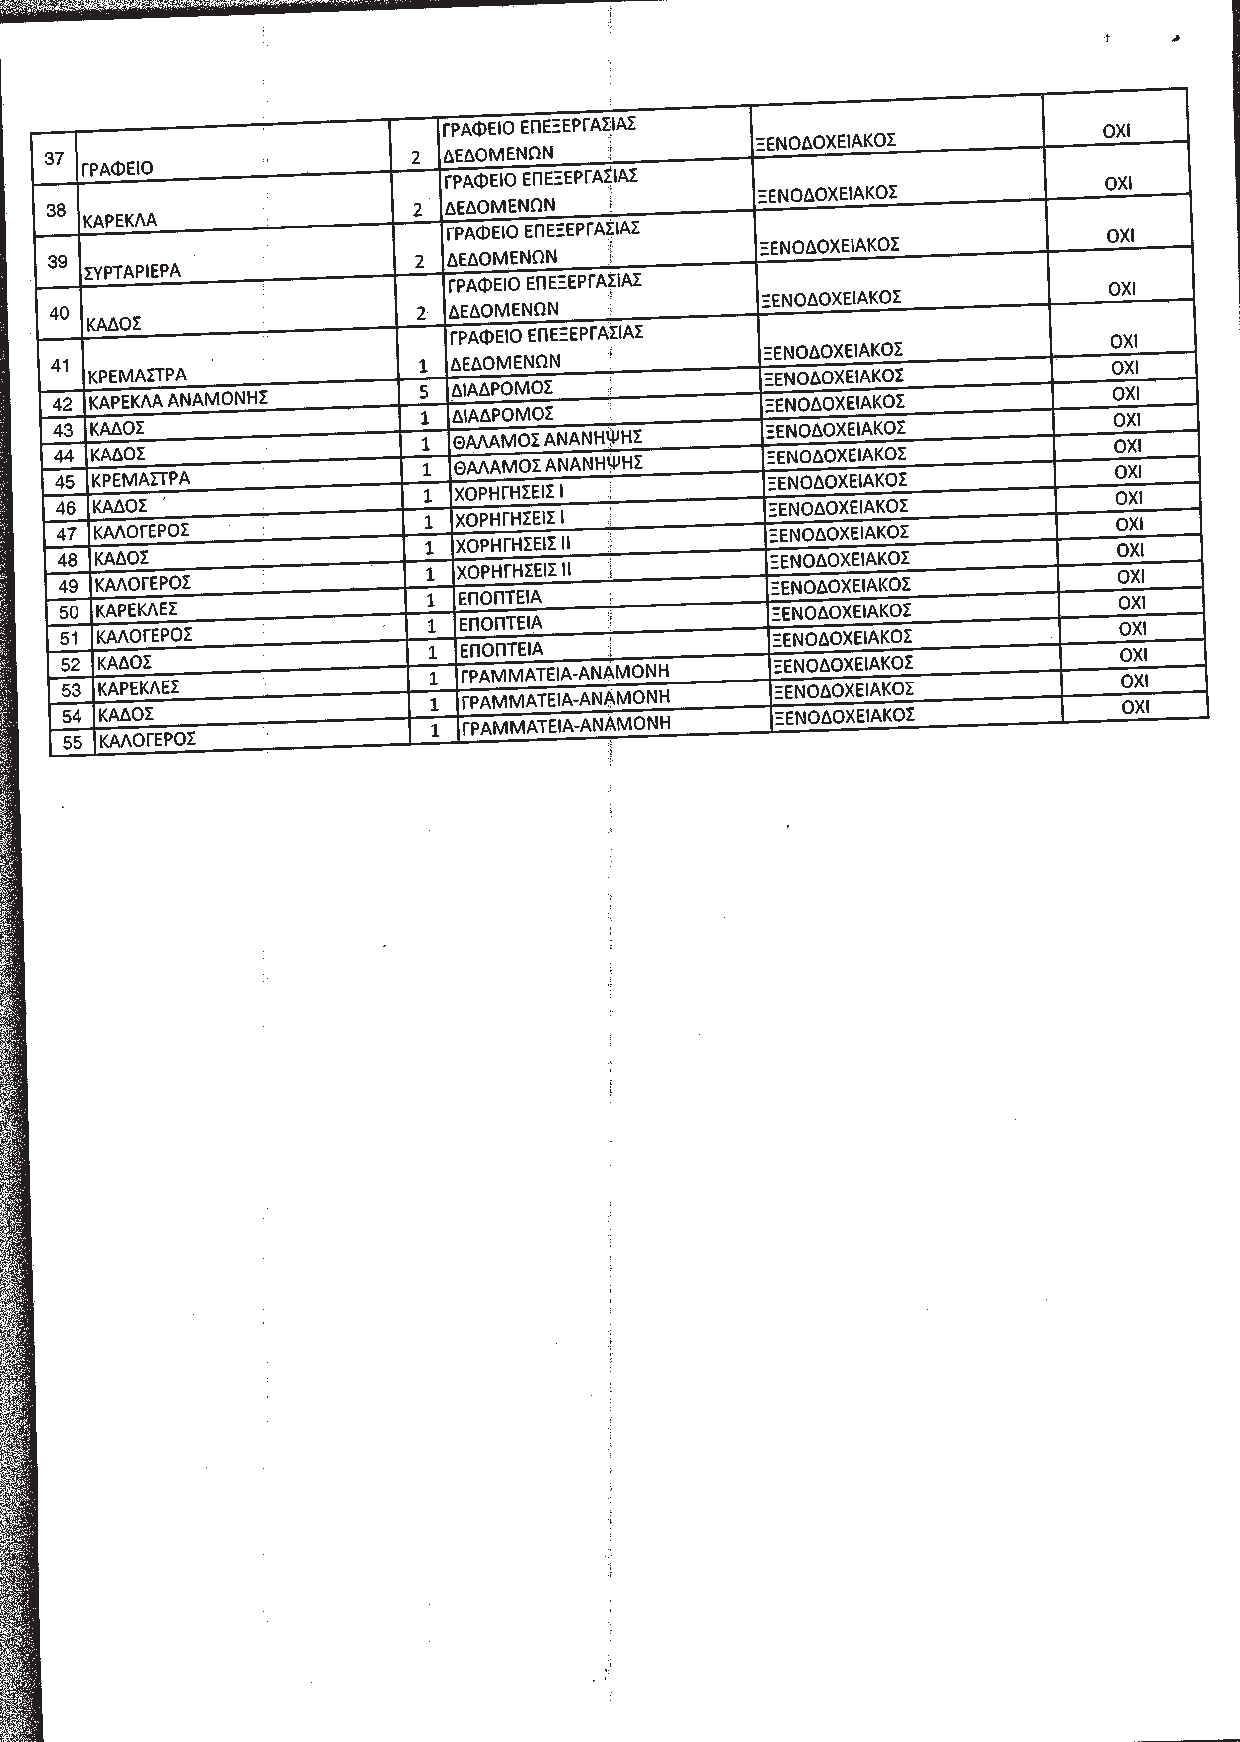 37 ΓΡΑΦΕΙΟ 2 ΓΡΑΦΕΙΟ ΕΠΕΞΕΡΓΑΣΙΑΣ ΔΕΔΟΜΕΝΩΝ ΞΕΝΟΔΟΧΕΙΑΚΟΣ ΟΧΙ
38 ΚΑΡΕΚΛΑ 2 ΓΡΑΦΕΙΟ ΕΠΕΞΕΡΓΑΣΙΑΣ ΔΕΔΟΜΕΝΩΝ ΞΕΝΟΔΟΧΕΙΑΚΟΣ ΟΧΙ
39 ΣΥΡΤΑΡΙΕΡΑ 2 ΓΡΑΦΕΙΟ ΕΠΕΞΕΡΓΑΣΙΑΣ ΔΕΔΟΜΕΝΩΝ ΞΕΝΟΔΟΧΕΙΑΚΟΣ ΟΧΙ
40 ΚΑΔΟΣ 2 ΓΡΑΦΕΙΟ ΕΠΕΞΕΡΓΑΣΙΑΣ ΔΕΔΟΜΕΝΩΝ ΞΕΝΟΔΟΧΕΙΑΚΟΣ ΟΧΙ
41 ΚΡΕΜΑΣΤΡΑ 1 ΓΡΑΦΕΙΟ ΕΠΕΞΕΡΓΑΣΙΑΣ ΔΕΔΟΜΕΝΩΝ ΞΕΝΟΔΟΧΕΙΑΚΟΣ ΟΧΙ
42 ΚΑΡΕΚΛΑ ΑΝΑΜΟΝΗΣ 5 ΔΙΑΔΡΟΜΟΣ ΞΕΝΟΔΟΧΕΙΑΚΟΣ ΟΧΙ
43 ΚΑΔΟΣ 1 ΔΙΑΔΡΟΜΟΣ ΞΕΝΟΔΟΧΕΙΑΚΟΣ ΟΧΙ
44 ΚΑΔΟΣ 1 ΘΑΛΑΜΟΣ ΑΝΑΝΗΨΗΣ ΞΕΝΟΔΟΧΕΙΑΚΟΣ ΟΧΙ
45 ΚΡΕΜΑΣΤΡΑ 1 ΘΑΛΑΜΟΣ ΑΝΑΝΗΨΗΣ ΞΕΝΟΔΟΧΕΙΑΚΟΣ ΟΧΙ
46 ΚΑΔΟΣ 1 ΧΟΡΗΓΗΣΕΙΣ Ι ΞΕΝΟΔΟΧΕΙΑΚΟΣ ΟΧΙ
47 ΚΑΛΟΓΕΡΟΣ 1 ΧΟΡΗΓΗΣΕΙΣ Ι ΞΕΝΟΔΟΧΕΙΑΚΟΣ ΟΧΙ
48 ΚΑΔΟΣ 1 ΧΟΡΗΓΗΣΕΙΣ ΙΙ ΞΕΝΟΔΟΧΕΙΑΚΟΣ ΟΧΙ
49 ΚΑΛΟΓΕΡΟΣ 1 ΧΟΡΗΓΗΣΕΙΣ ΙΙ ΞΕΝΟΔΟΧΕΙΑΚΟΣ ΟΧΙ
50 ΚΑΡΕΚΛΕΣ 1 ΕΠΟΠΤΕΙΑ ΞΕΝΟΔΟΧΕΙΑΚΟΣ ΟΧΙ
51 ΚΑΛΟΓΕΡΟΣ 1 ΕΠΟΠΤΕΙΑ ΞΕΝΟΔΟΧΕΙΑΚΟΣ ΟΧΙ
52 ΚΑΔΟΣ 1 ΕΠΟΠΤΕΙΑ ΞΕΝΟΔΟΧΕΙΑΚΟΣ ΟΧΙ
53 ΚΑΡΕΚΛΕΣ 1 ΓΡΑΜΜΑΤΕΙΑ-ΑΝΑΜΟΝΗ ΞΕΝΟΔΟΧΕΙΑΚΟΣ ΟΧΙ
54 ΚΑΔΟΣ 1 ΓΡΑΜΜΑΤΕΙΑ-ΑΝΑΜΟΝΗ ΞΕΝΟΔΟΧΕΙΑΚΟΣ ΟΧΙ
55 ΚΑΛΟΓΕΡΟΣ 1 ΓΡΑΜΜΑΤΕΙΑ-ΑΝΑΜΟΝΗ ΞΕΝΟΔΟΧΕΙΑΚΟΣ ΟΧΙ